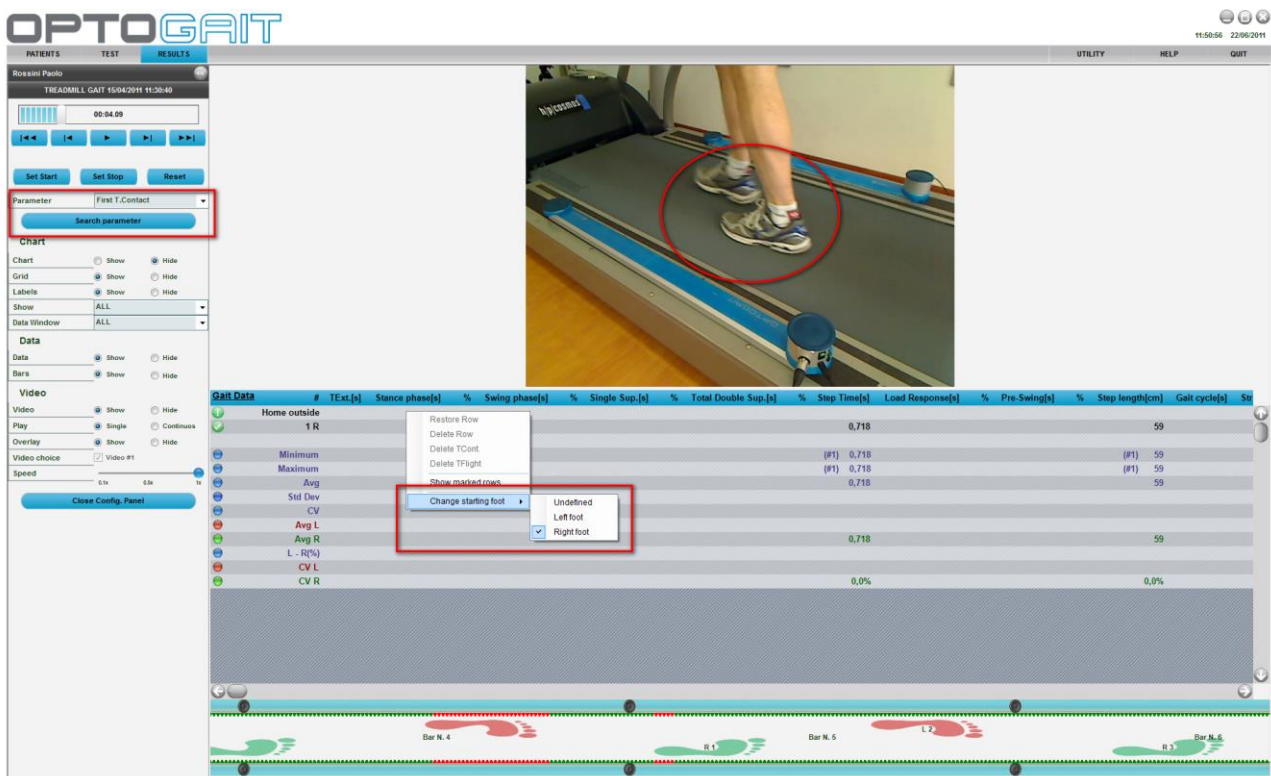 OPTOGAIT
11:50:56 22/06/2011
PATIENTS TEST RESULTS UTILITY HELP QUIT
Rossini Paolo
TREADMILL GAIT 15/04/2011 11:30:40
00:04.09
Set Start Set Stop Reset
Parameter First T.Contact
Search parameter
Chart
Chart Show Hide
Grid Show Hide
Labels Show Hide
Show ALL
Data Window ALL
Data
Data Show Hide
Bars Show Hide
Video
Video Show Hide
Play Single Continuos
Overlay Show Hide
Video choice Video #1
Speed
0.1x 0.5x 1x
Close Config. Panel
h/p/cosmos
OPTOGAIT
Gait Data # TExt.[s] Stance phase[s] % Swing phase[s] % Single Sup.[s] % Total Double Sup.[s] % Step Time[s] Load Response[s] % Pre-Swing[s] % Step length[cm] Gait cycle[s] Str
Home outside
1 R 0,718 59
Minimum (#1) 0,718 (#1) 59
Maximum (#1) 0,718 (#1) 59
Avg 0,718 59
Std Dev
CV
Avg L
Avg R 0,718 59
L - R(%)
CV L
CV R 0,0% 0,0%
Restore Row
Delete Row
Delete TCont.
Delete TFlight
Show marked rows
Change starting foot
Undefined
Left foot
Right foot
Bar N. 4 R 1 Bar N. 5 L 2 R 3 Bar N. 6